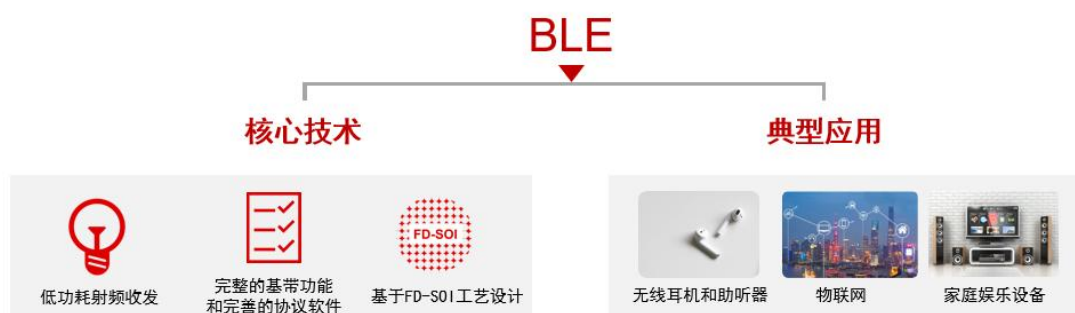 BLE
核心技术
典型应用
FD-SOI
低功耗射频收发
完整的基带功能
和完善的协议软件
基于FD-SOI工艺设计
无线耳机和助听器
物联网
家庭娱乐设备